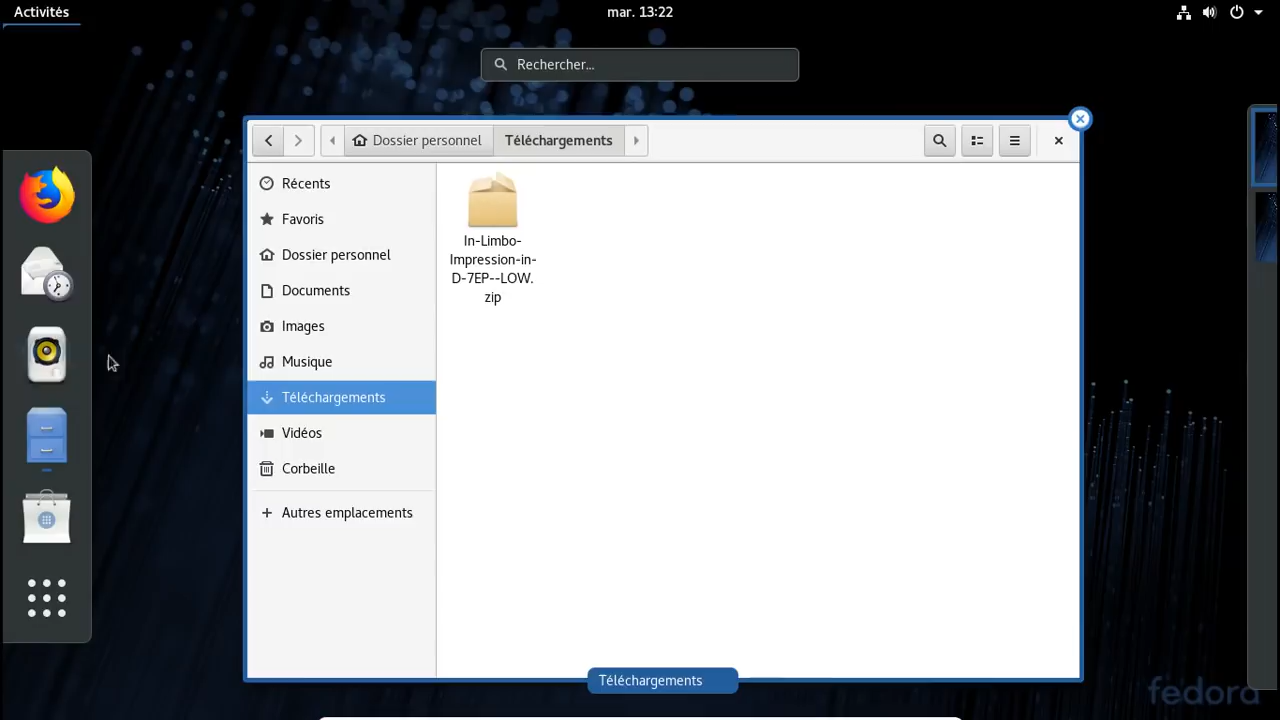 Activités
mar. 13:22
Rechercher...
Dossier personnel
Téléchargements
Récents
Favoris
Dossier personnel
Documents
Images
Musique
Téléchargements
Vidéos
Corbeille
Autres emplacements
In-Limbo-
Impression-in-
D-7EP--LOW.
zip
Téléchargements
fedora